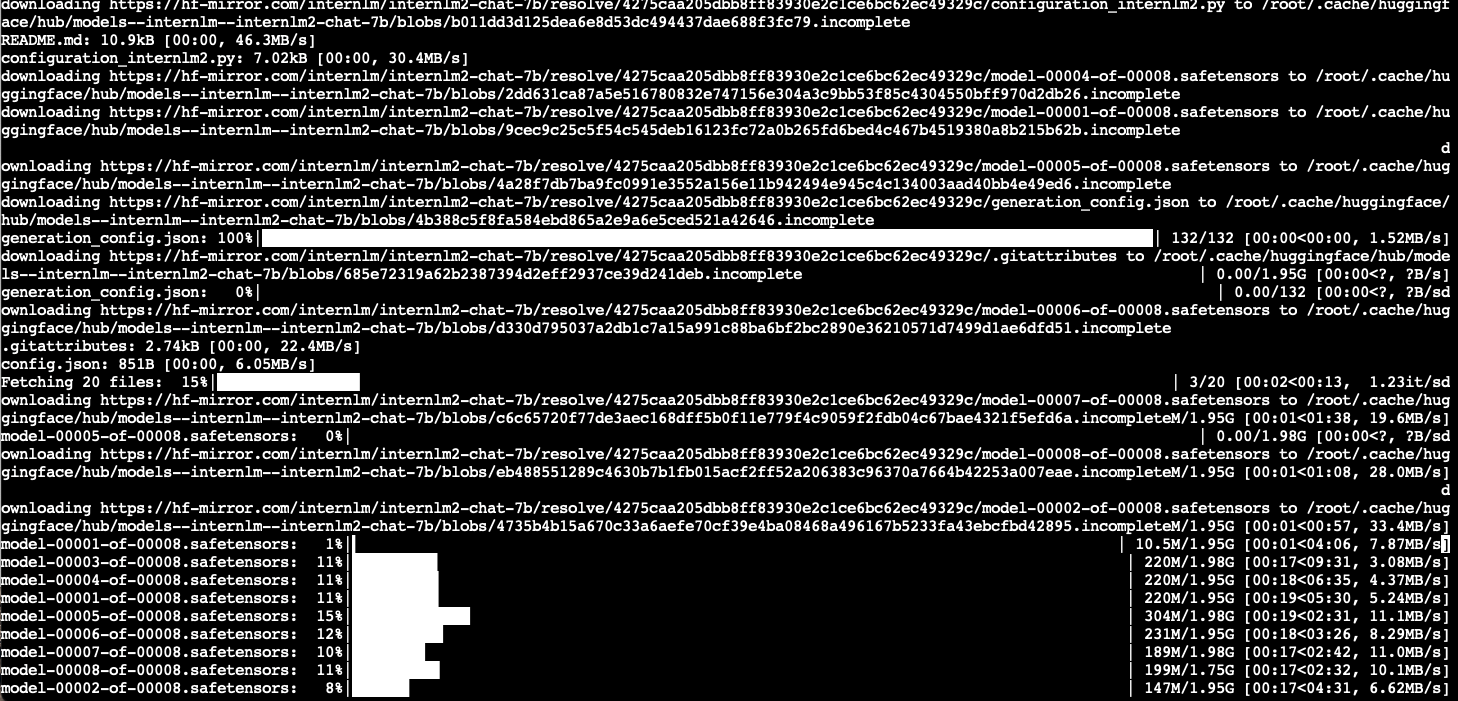 downloading https://hf-mirror.com/internlm/internlm2-chat-7b/resolve/4275caa205dbb8ff83930e2c1ce6bc62ec49329c/configuration_internlm2.py to /root/.cache/huggingf
ace/hub/models--internlm--internlm2-chat-7b/blobs/b011dd3d125dea6e8d53dc494437dae688f3fc79.incomplete
README.md: 10.9kB [00:00, 46.3MB/s]
configuration_internlm2.py: 7.02kB [00:00, 30.4MB/s]
downloading https://hf-mirror.com/internlm/internlm2-chat-7b/resolve/4275caa205dbb8ff83930e2c1ce6bc62ec49329c/model-00004-of-00008.safetensors to /root/.cache/hu
ggingface/hub/models--internlm--internlm2-chat-7b/blobs/2dd631ca87a5e516780832e747156e304a3c9bb53f85c4304550bff970d2db26.incomplete
downloading https://hf-mirror.com/internlm/internlm2-chat-7b/resolve/4275caa205dbb8ff83930e2c1ce6bc62ec49329c/model-00001-of-00008.safetensors to /root/.cache/hu
ggingface/hub/models--internlm--internlm2-chat-7b/blobs/9cec9c25c5f54c545deb16123fc72a0b265fd6bed4c467b4519380a8b215b62b.incomplete
d
ownloading https://hf-mirror.com/internlm/internlm2-chat-7b/resolve/4275caa205dbb8ff83930e2c1ce6bc62ec49329c/model-00005-of-00008.safetensors to /root/.cache/hug
gingface/hub/models--internlm--internlm2-chat-7b/blobs/4a28f7db7ba9fc0991e3552a156e11b942494e945c4c134003aad40bb4e49ed6.incomplete
downloading https://hf-mirror.com/internlm/internlm2-chat-7b/resolve/4275caa205dbb8ff83930e2c1ce6bc62ec49329c/generation_config.json to /root/.cache/huggingface/
hub/models--internlm--internlm2-chat-7b/blobs/4b388c5f8fa584ebd865a2e9a6e5ced521a42646.incomplete
generation_config.json: 100%| | 132/132 [00:00<00:00, 1.52MB/s]
downloading https://hf-mirror.com/internlm/internlm2-chat-7b/resolve/4275caa205dbb8ff83930e2c1ce6bc62ec49329c/.gitattributes to /root/.cache/huggingface/hub/mode
ls--internlm--internlm2-chat-7b/blobs/685e72319a62b2387394d2eff2937ce39d241deb.incomplete | 0.00/1.95G [00:00<?, ?B/s]
generation_config.json: 0%| | 0.00/132 [00:00<?, ?B/sd
ownloading https://hf-mirror.com/internlm/internlm2-chat-7b/resolve/4275caa205dbb8ff83930e2c1ce6bc62ec49329c/model-00006-of-00008.safetensors to /root/.cache/hug
gingface/hub/models--internlm--internlm2-chat-7b/blobs/d330d795037a2db1c7a15a991c88ba6bf2bc2890e36210571d7499d1ae6dfd51.incomplete
.gitattributes: 2.74kB [00:00, 22.4MB/s]
config.json: 851B [00:00, 6.05MB/s]
Fetching 20 files: 15%| | 3/20 [00:02<00:13, 1.23it/sd
ownloading https://hf-mirror.com/internlm/internlm2-chat-7b/resolve/4275caa205dbb8ff83930e2c1ce6bc62ec49329c/model-00007-of-00008.safetensors to /root/.cache/hug
gingface/hub/models--internlm--internlm2-chat-7b/blobs/c6c65720f77de3aec168dff5b0f11e779f4c9059f2fdb04c67bae4321f5efd6a.incompleteM/1.95G [00:01<01:38, 19.6MB/s]
model-00005-of-00008.safetensors: 0%| | 0.00/1.98G [00:00<?, ?B/sd
ownloading https://hf-mirror.com/internlm/internlm2-chat-7b/resolve/4275caa205dbb8ff83930e2c1ce6bc62ec49329c/model-00008-of-00008.safetensors to /root/.cache/hug
gingface/hub/models--internlm--internlm2-chat-7b/blobs/eb488551289c4630b7b1fb015acf2ff52a206383c96370a7664b42253a007eae.incompleteM/1.95G [00:01<01:08, 28.0MB/s]
d
ownloading https://hf-mirror.com/internlm/internlm2-chat-7b/resolve/4275caa205dbb8ff83930e2c1ce6bc62ec49329c/model-00002-of-00008.safetensors to /root/.cache/hug
gingface/hub/models--internlm--internlm2-chat-7b/blobs/4735b4b15a670c33a6aefe70cf39e4ba08468a496167b5233fa43ebcfbd42895.incompleteM/1.95G [00:01<00:57, 33.4MB/s]
model-00001-of-00008.safetensors: 1%| | 10.5M/1.95G [00:01<04:06, 7.87MB/s]
model-00003-of-00008.safetensors: 11%| | 220M/1.98G [00:17<09:31, 3.08MB/s]
model-00004-of-00008.safetensors: 11%| | 220M/1.95G [00:18<06:35, 4.37MB/s]
model-00001-of-00008.safetensors: 11%| | 220M/1.95G [00:19<05:30, 5.24MB/s]
model-00005-of-00008.safetensors: 15%| | 304M/1.98G [00:19<02:31, 11.1MB/s]
model-00006-of-00008.safetensors: 12%| | 231M/1.95G [00:18<03:26, 8.29MB/s]
model-00007-of-00008.safetensors: 10%| | 189M/1.98G [00:17<02:42, 11.0MB/s]
model-00008-of-00008.safetensors: 11%| | 199M/1.75G [00:17<02:32, 10.1MB/s]
model-00002-of-00008.safetensors: 8%| | 147M/1.95G [00:17<04:31, 6.62MB/s]